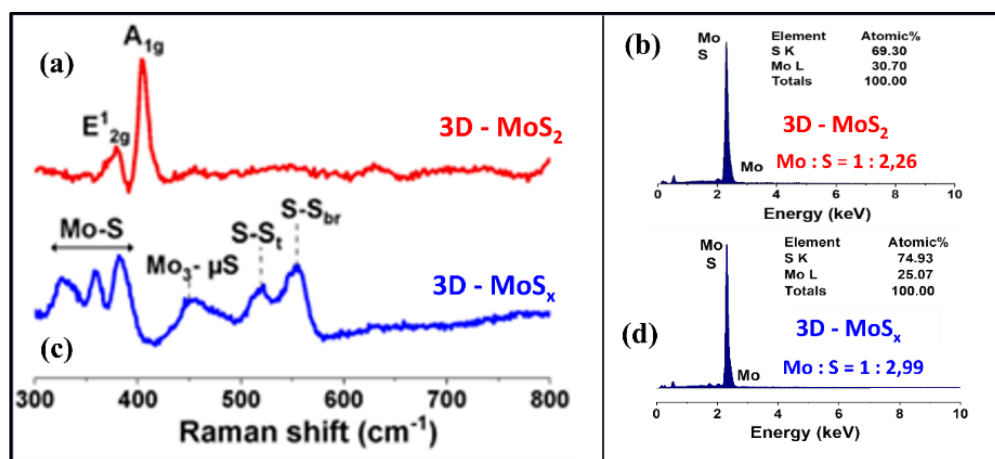 (a)
A1g
E¹2g
3D - MoS2
Mo-S
Mo3- µS
S-St
S-Sbr
3D - MoSx
(c)
300 400 500 600 700 800
Raman shift (cm⁻¹)
(b)
Mo
S
Element Atomic%
S K 69.30
Mo L 30.70
Totals 100.00
3D - MoS2
Mo : S = 1 : 2,26
Mo
0 2 4 6 8 10
Energy (keV)
Mo
S
Element Atomic%
S K 74.93
Mo L 25.07
Totals 100.00
(d)
3D - MoSx
Mo : S = 1 : 2,99
Mo
0 2 4 6 8 10
Energy (keV)